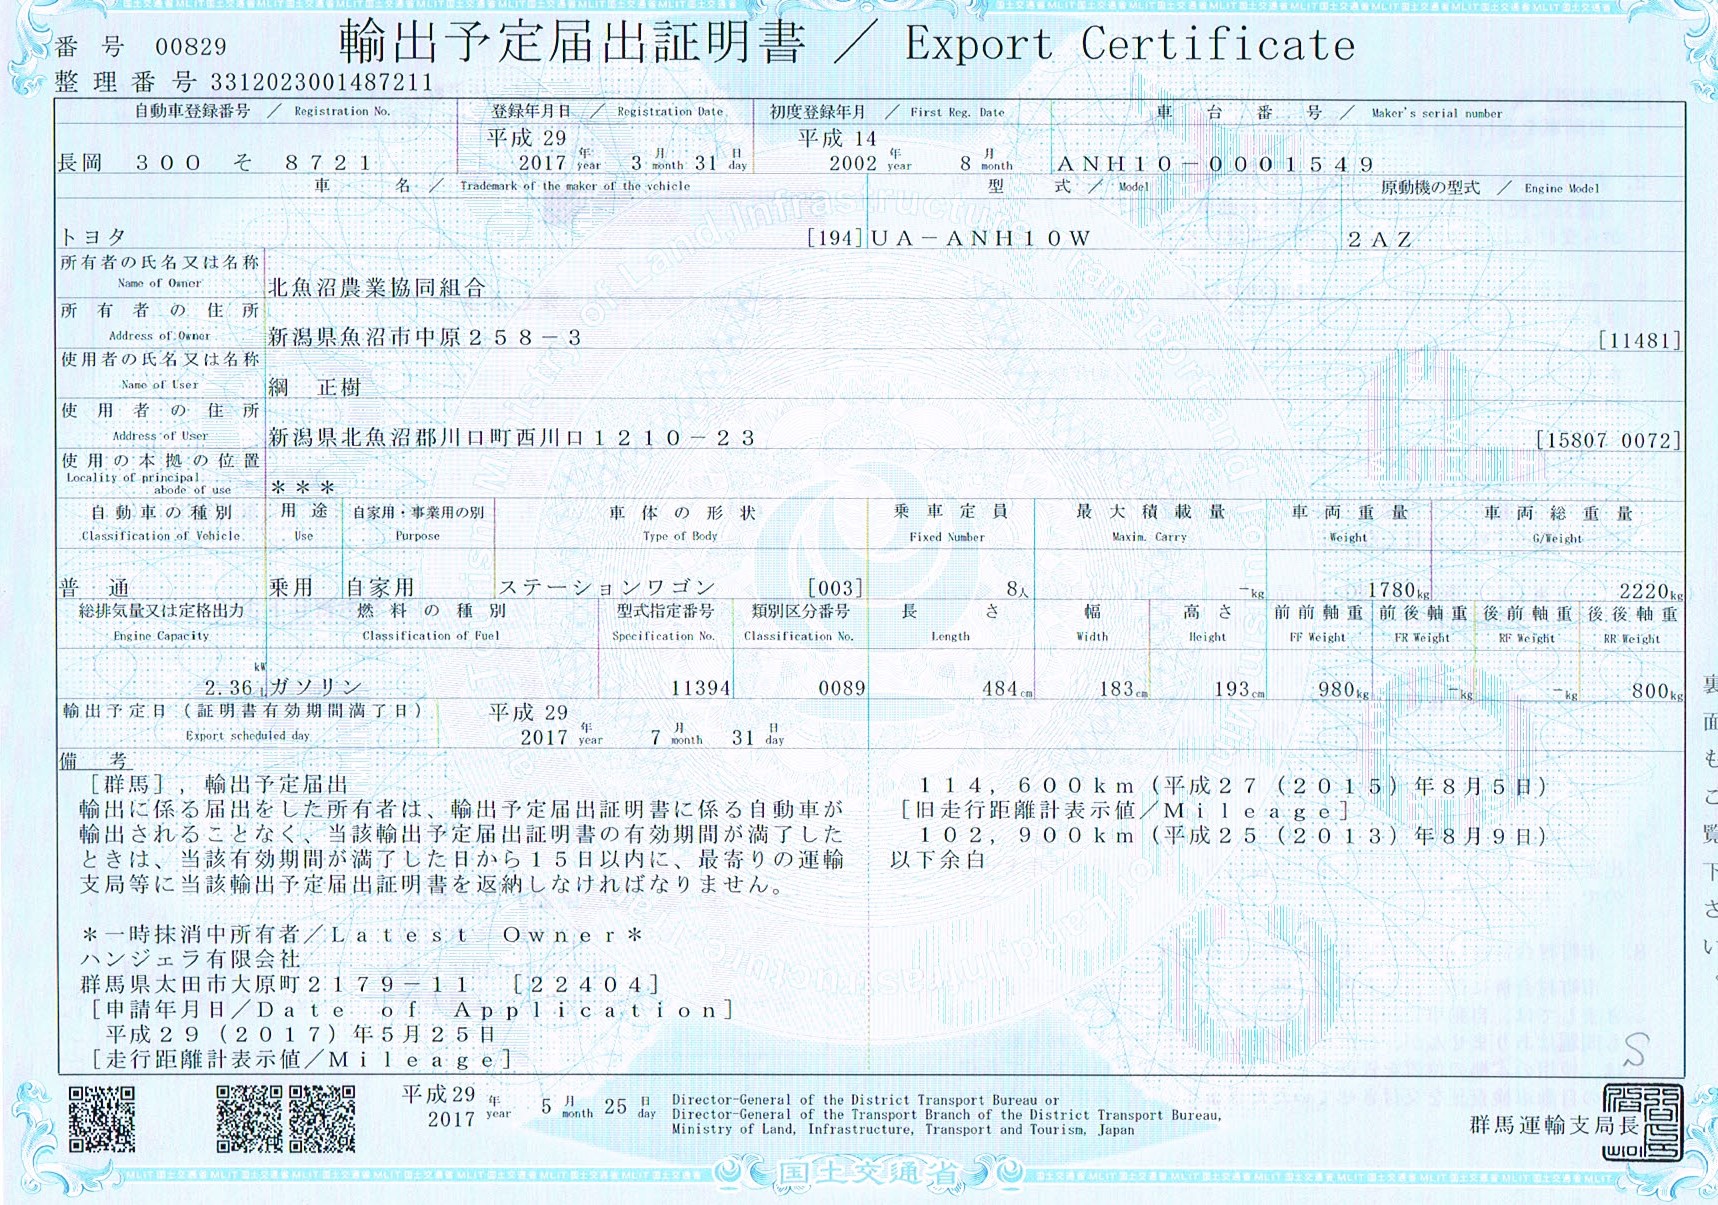 番 号 00829
輸出予定届出証明書 / Export Certificate
整 理 番 号 3312023001487211
自動車登録番号 / Registration No.
登録年月日 / Registration Date
初度登録年月 / First Reg. Date
車 台 番 号 / Maker's serial number
長岡 300 そ 8721
平成 29
2017 年 year 3 月 month 31 日 day
平成 14
2002 年 year 8 月 month
ANH10-0001549
車 名 / Trademark of the maker of the vehicle
型 式 / Model
原動機の型式 / Engine Model
トヨタ [194]
UA-ANH10W
2AZ
所有者の氏名又は名称
Name of Owner
北魚沼農業協同組合
所 有 者 の 住 所
Address of Owner
新潟県魚沼市中原258-3 [11481]
使用者の氏名又は名称
Name of User
綱 正樹
使 用 者 の 住 所
Address of User
新潟県北魚沼郡川口町西川口1210-23 [15807 0072]
使用の本拠の位置
Locality of principal
abode of use
＊＊＊
自動車の種別 用 途 自家用・事業用の別 車 体 の 形 状 乗 車 定 員 最 大 積 載 量 車 両 重 量 車 両 総 重 量
Classification of Vehicle Use Purpose Type of Body Fixed Number Maxim. Carry Weight G/Weight
普 通 乗用 自家用 ステーションワゴン [003] 8人 －kg 1780kg 2220kg
総排気量又は定格出力 燃 料 の 種 別 型式指定番号 類別区分番号 長 さ 幅 高 さ 前前軸重 前後軸重 後前軸重 後後軸重
Engine Capacity Classification of Fuel Specification No. Classification No. Length Width Height FF Weight FR Weight RF Weight RR Weight
kW
2.36 L ガソリン 11394 0089 484cm 183cm 193cm 980kg －kg －kg 800kg
輸出予定日（証明書有効期間満了日）
Export scheduled day
平成 29
2017 年 year 7 月 month 31 日 day
備 考
[群馬]，輸出予定届出
輸出に係る届出をした所有者は、輸出予定届出証明書に係る自動車が
輸出されることなく、当該輸出予定届出証明書の有効期間が満了した
ときは、当該有効期間が満了した日から15日以内に、最寄りの運輸
支局等に当該輸出予定届出証明書を返納しなければなりません。
＊一時抹消中所有者／Latest Owner＊
ハンジェラ有限会社
群馬県太田市大原町2179-11 [22404]
[申請年月日／Date of Application]
平成29（2017）年5月25日
[走行距離計表示値／Mileage]
114，600km（平成27（2015）年8月5日）
[旧走行距離計表示値／Mileage]
102，900km（平成25（2013）年8月9日）
以下余白
裏面もご覧下さい。
平成29
2017 年 year 5 月 month 25 日 day
Director-General of the District Transport Bureau or
Director-General of the Transport Branch of the District Transport Bureau,
Ministry of Land, Infrastructure, Transport and Tourism, Japan
群馬運輸支局長
国土交通省